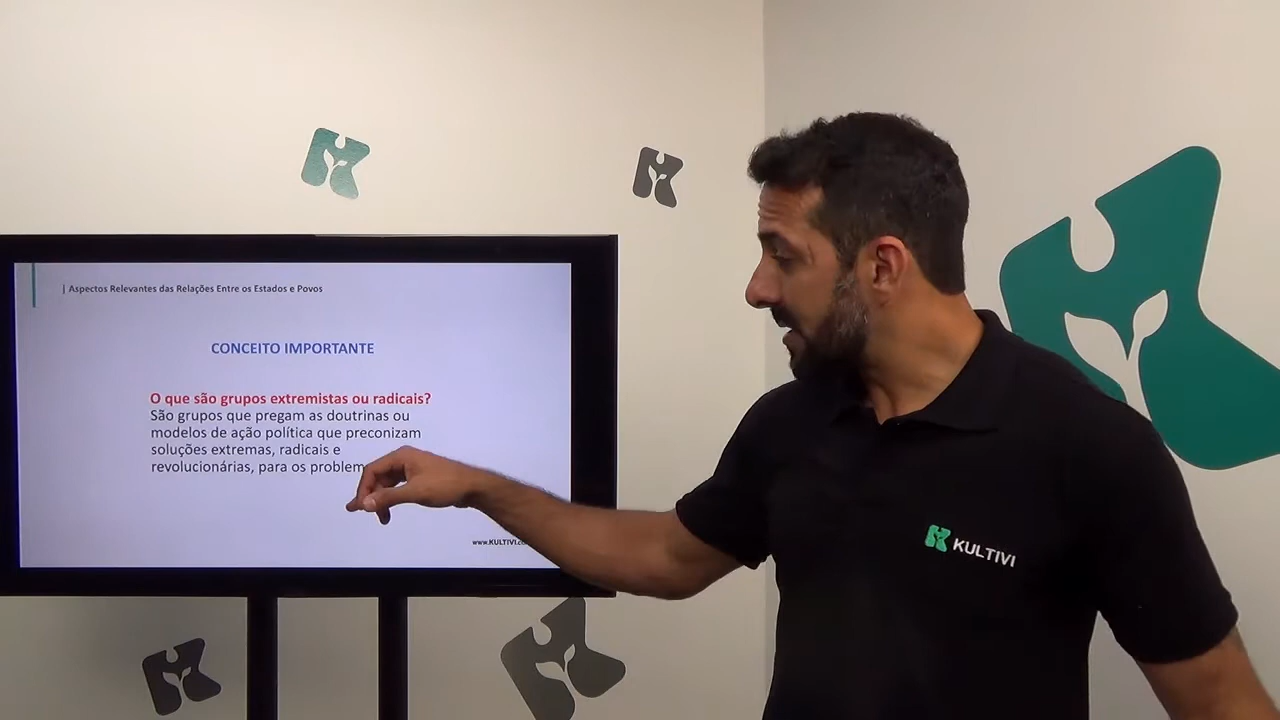 | Aspectos Relevantes das Relações Entre os Estados e Povos
CONCEITO IMPORTANTE
O que são grupos extremistas ou radicais?
São grupos que pregam as doutrinas ou
modelos de ação política que preconizam
soluções extremas, radicais e
revolucionárias, para os
www.KULTIVI.c
KULTIVI